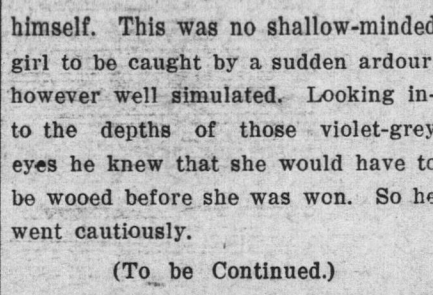 himself. This was no shallow-minded
girl to be caught by a sudden ardour
however well simulated. Looking in-
to the depths of those violet-grey
eyes he knew that she would have to
be wooed before she was won. So he
went cautiously.
(To be Continued.)